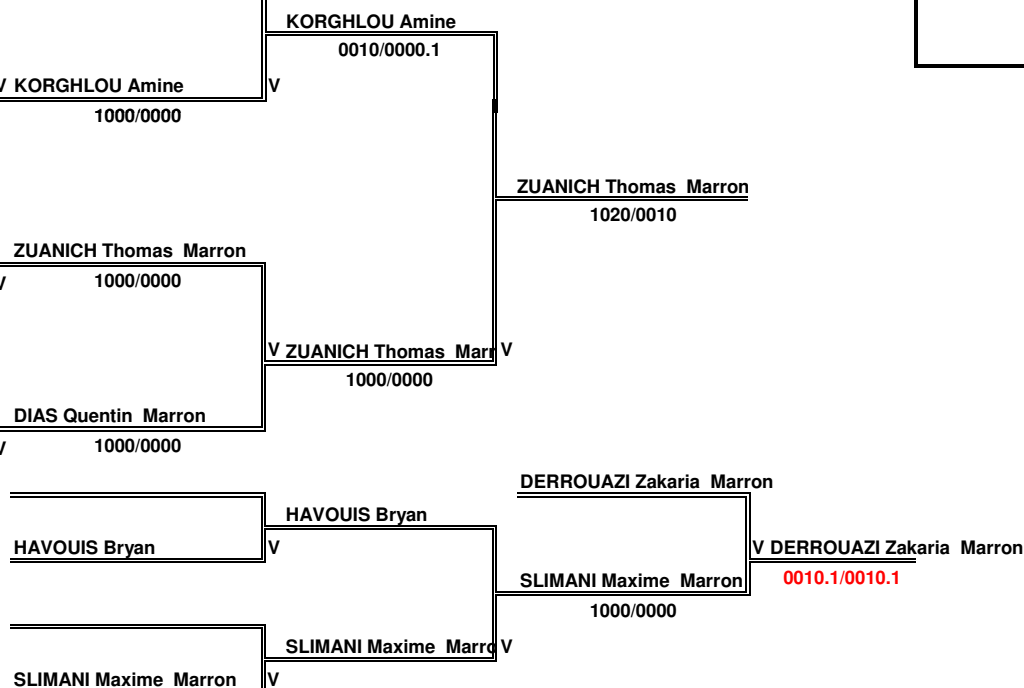 KORGHLOU Amine
0010/0000.1
V KORGHLOU Amine V
1000/0000
ZUANICH Thomas Marron
1020/0010
ZUANICH Thomas Marron
V 1000/0000
V ZUANICH Thomas Marr V
1000/0000
DIAS Quentin Marron
V 1000/0000
DERROUAZI Zakaria Marron
HAVOUIS Bryan
HAVOUIS Bryan V
V DERROUAZI Zakaria Marron
0010.1/0010.1
SLIMANI Maxime Marron
1000/0000
SLIMANI Maxime Marro V
SLIMANI Maxime Marron V